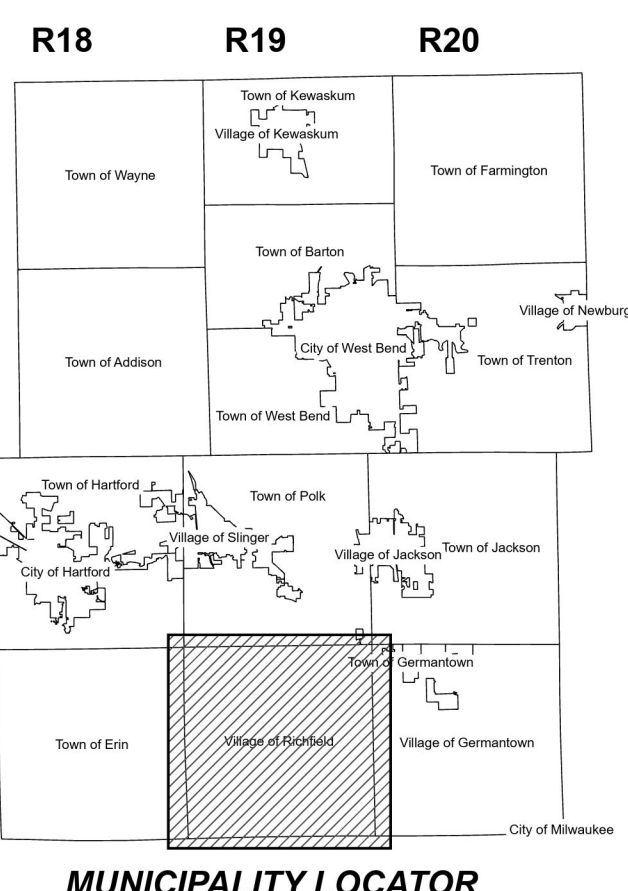 R18 R19 R20
Town of Kewaskum
Village of Kewaskum
Town of Wayne
Town of Farmington
Town of Barton
Village of Newburg
City of West Bend
Town of Addison
Town of Trenton
Town of West Bend
Town of Hartford
Town of Polk
Village of Slinger
Village of Jackson
Town of Jackson
City of Hartford
Town of Germantown
Town of Erin
Village of Richfield
Village of Germantown
City of Milwaukee
MUNICIPALITY LOCATOR